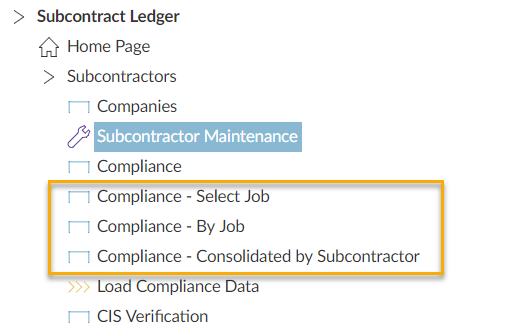 Subcontract Ledger
Home Page
Subcontractors
Companies
Subcontractor Maintenance
Compliance
Compliance - Select Job
Compliance - By Job
Compliance - Consolidated by Subcontractor
Load Compliance Data
CIS Verification